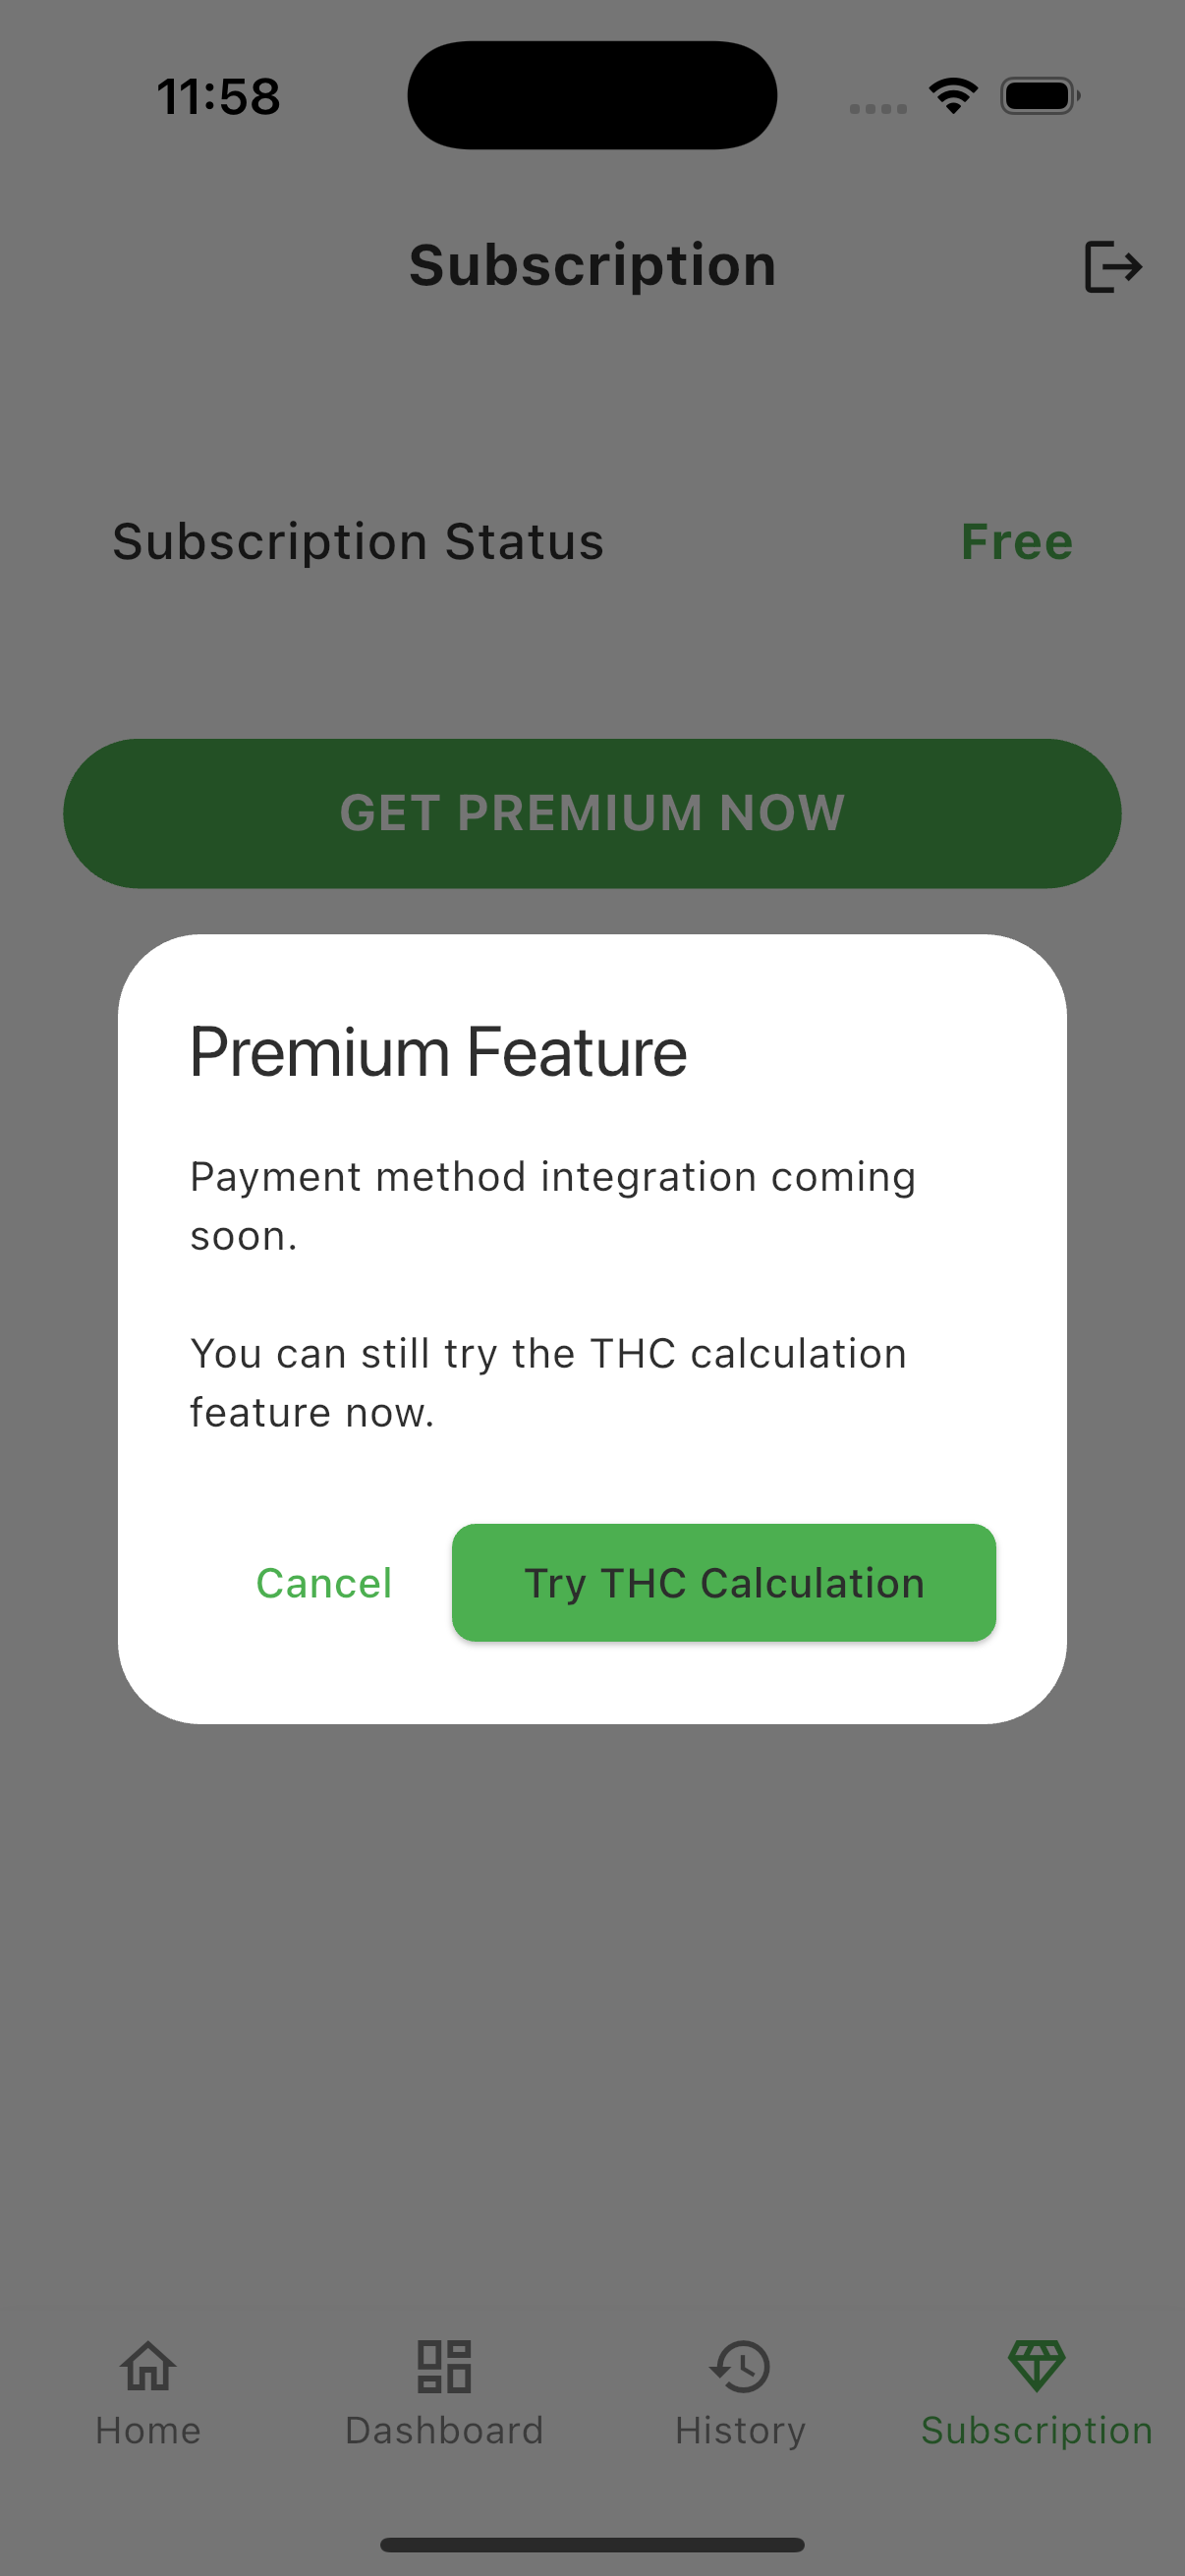 11:58
Subscription
Subscription Status
Free
GET PREMIUM NOW
Premium Feature
Payment method integration coming
soon.
You can still try the THC calculation
feature now.
Cancel
Try THC Calculation
Home
Dashboard
History
Subscription